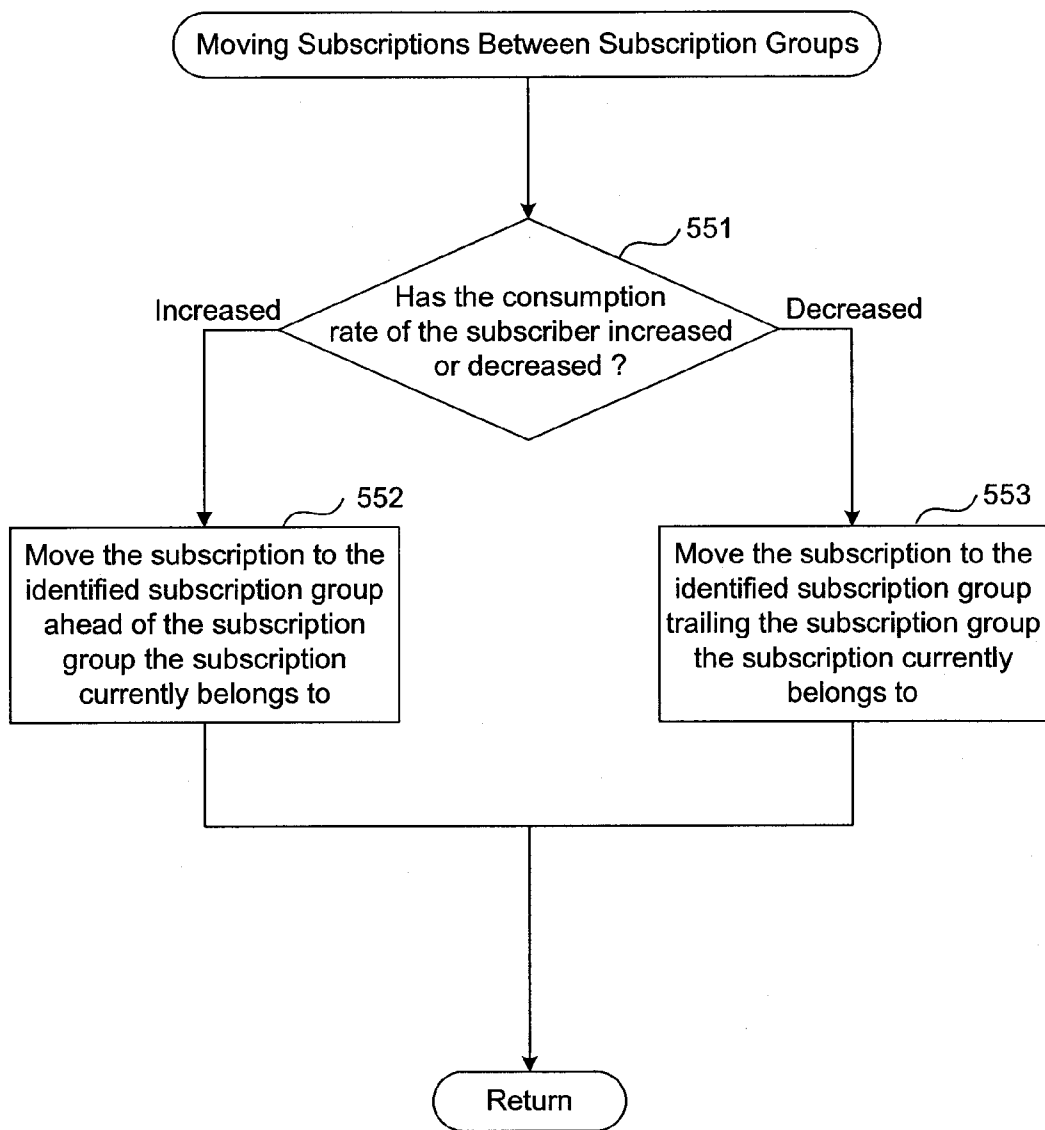 Moving Subscriptions Between Subscription Groups
551
Increased
Has the consumption
rate of the subscriber increased
or decreased ?
Decreased
552
Move the subscription to the
identified subscription group
ahead of the subscription
group the subscription
currently belongs to
553
Move the subscription to the
identified subscription group
trailing the subscription group
the subscription currently
belongs to
Return